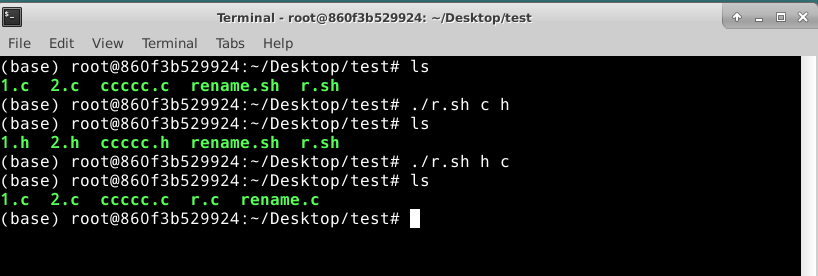 Terminal - root@860f3b529924: ~/Desktop/test
File Edit View Terminal Tabs Help
(base) root@860f3b529924:~/Desktop/test# ls
1.c 2.c ccccc.c rename.sh r.sh
(base) root@860f3b529924:~/Desktop/test# ./r.sh c h
(base) root@860f3b529924:~/Desktop/test# ls
1.h 2.h ccccc.h rename.sh r.sh
(base) root@860f3b529924:~/Desktop/test# ./r.sh h c
(base) root@860f3b529924:~/Desktop/test# ls
1.c 2.c ccccc.c r.c rename.c
(base) root@860f3b529924:~/Desktop/test#